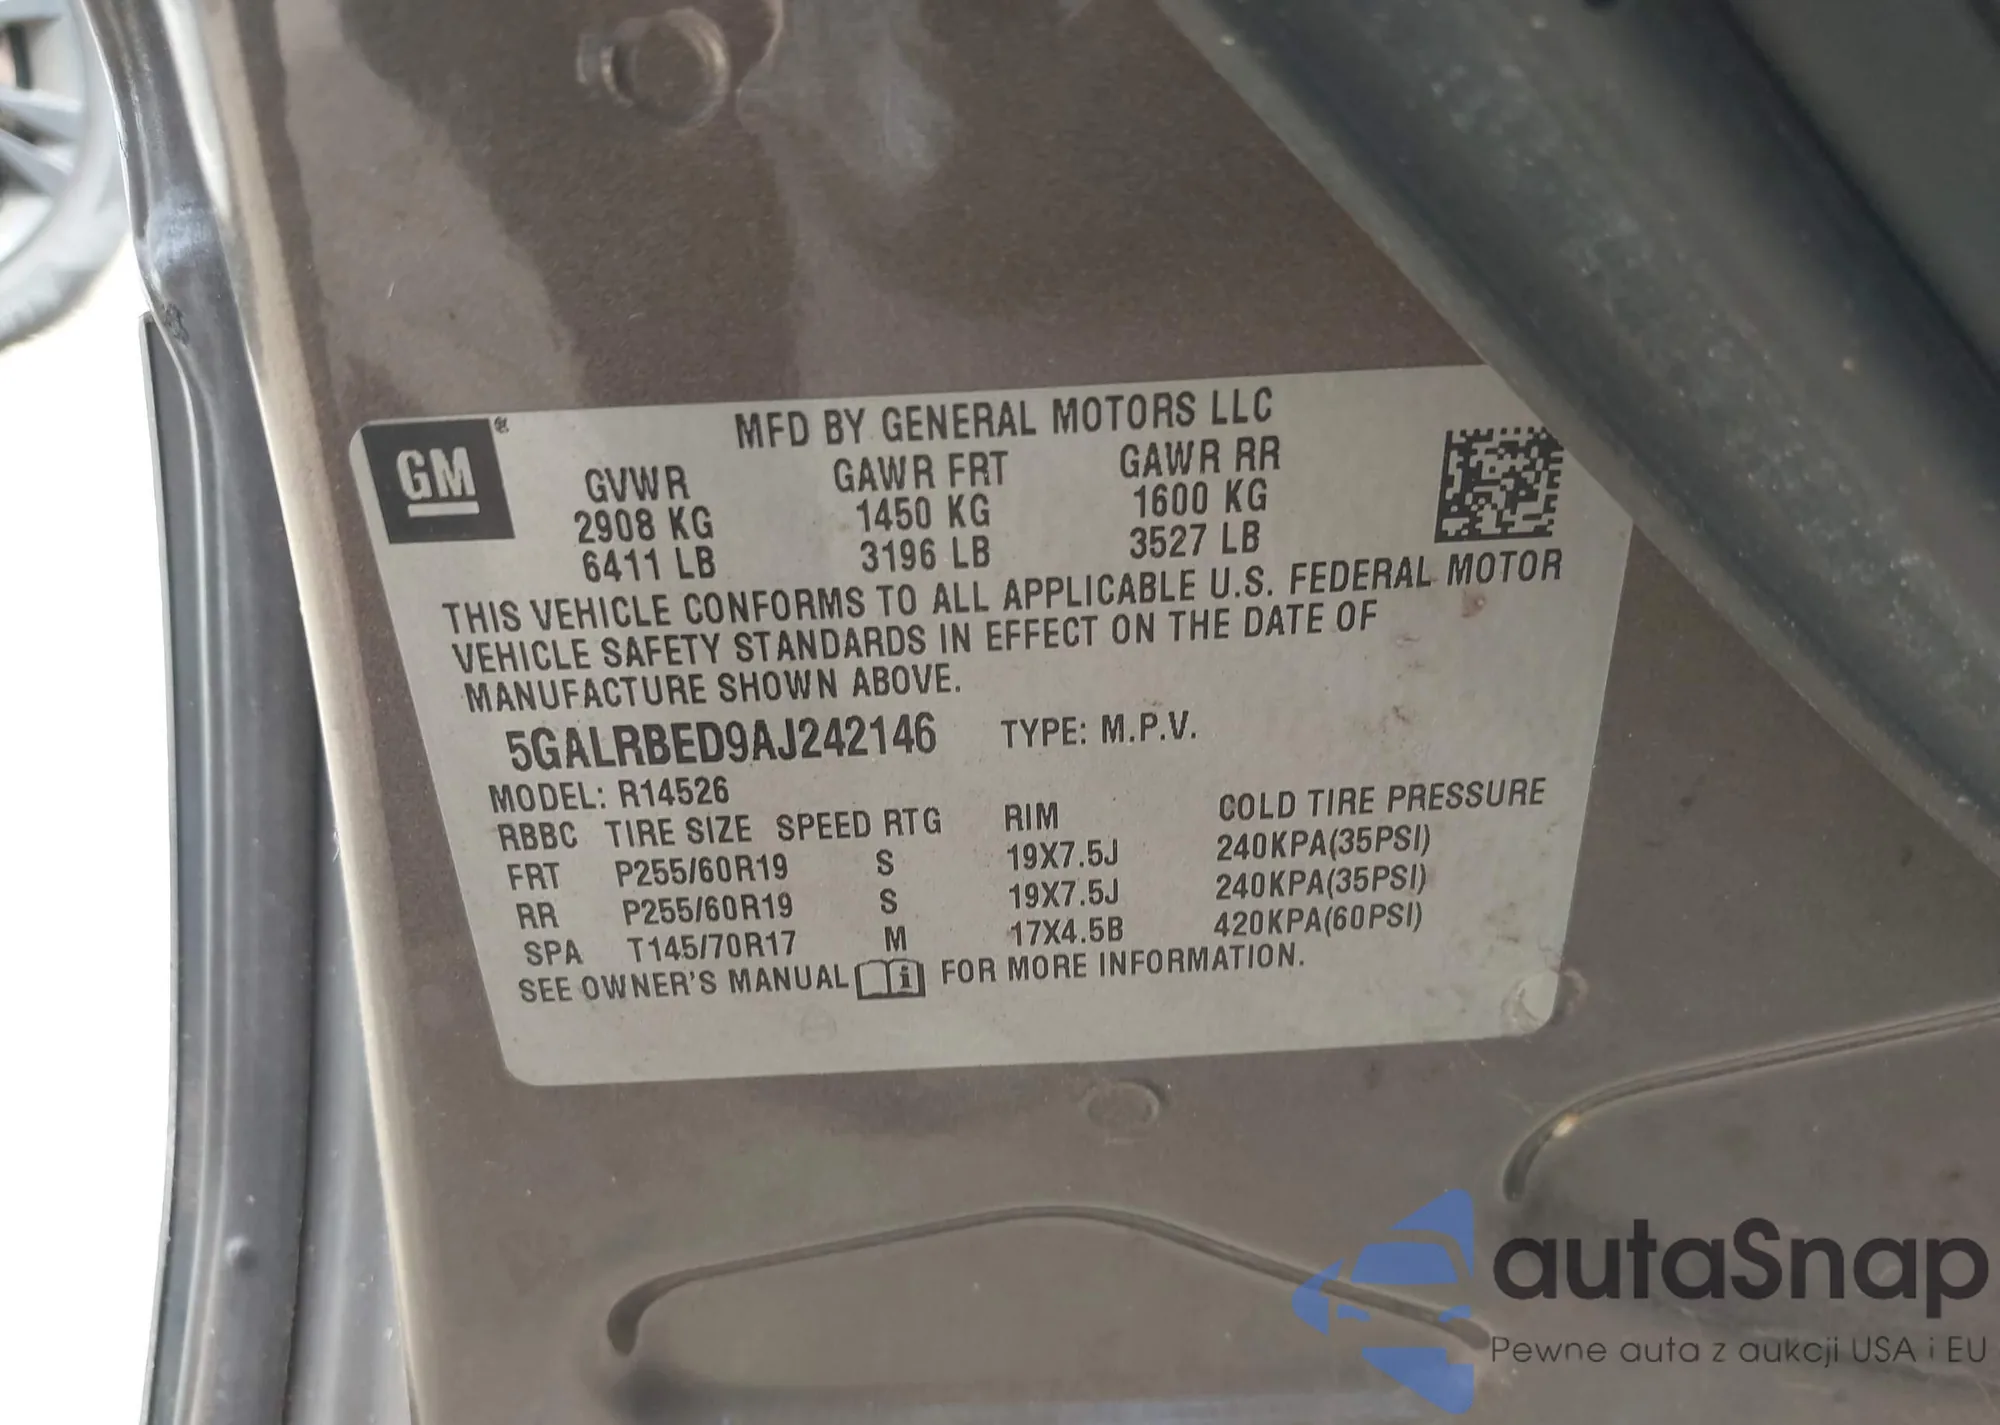 GM®
MFD BY GENERAL MOTORS LLC
GVWR GAWR FRT GAWR RR
2908 KG 1450 KG 1600 KG
6411 LB 3196 LB 3527 LB
THIS VEHICLE CONFORMS TO ALL APPLICABLE U.S. FEDERAL MOTOR
VEHICLE SAFETY STANDARDS IN EFFECT ON THE DATE OF
MANUFACTURE SHOWN ABOVE.
5GALRBED9AJ242146 TYPE: M.P.V.
MODEL: R14526
RBBC TIRE SIZE SPEED RTG RIM COLD TIRE PRESSURE
FRT P255/60R19 S 19X7.5J 240KPA(35PSI)
RR P255/60R19 S 19X7.5J 240KPA(35PSI)
SPA T145/70R17 M 17X4.5B 420KPA(60PSI)
SEE OWNER'S MANUAL i FOR MORE INFORMATION.
autaSnap
Pewne auta z aukcji USA i EU